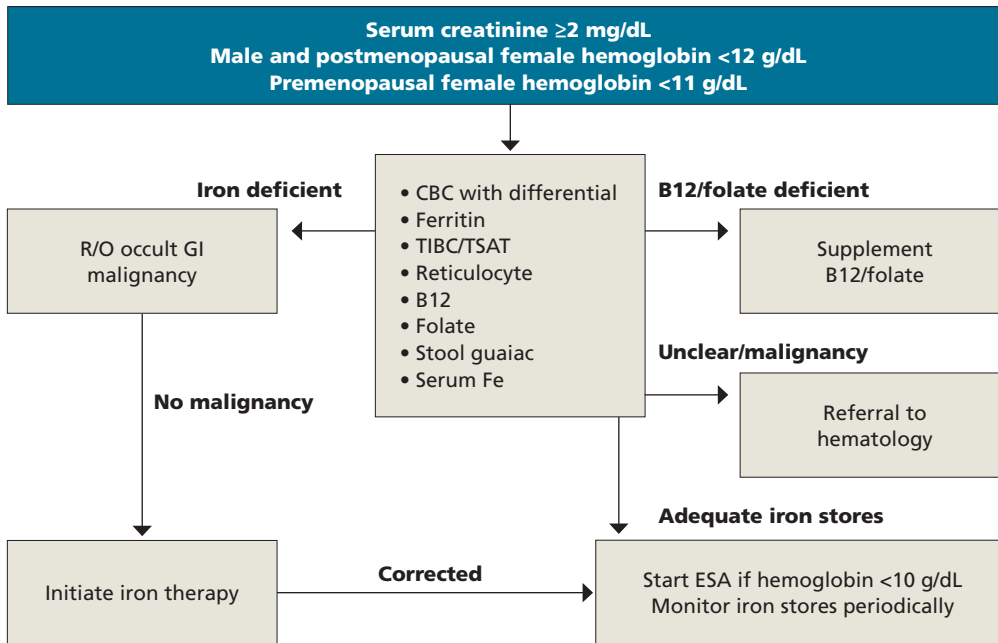 Serum creatinine ≥2 mg/dL
Male and postmenopausal female hemoglobin <12 g/dL
Premenopausal female hemoglobin <11 g/dL
Iron deficient
R/O occult GI
malignancy
• CBC with differential
• Ferritin
• TIBC/TSAT
• Reticulocyte
• B12
• Folate
• Stool guaiac
• Serum Fe
B12/folate deficient
Supplement
B12/folate
Unclear/malignancy
Referral to
hematology
No malignancy
Adequate iron stores
Initiate iron therapy
Corrected
Start ESA if hemoglobin <10 g/dL
Monitor iron stores periodically